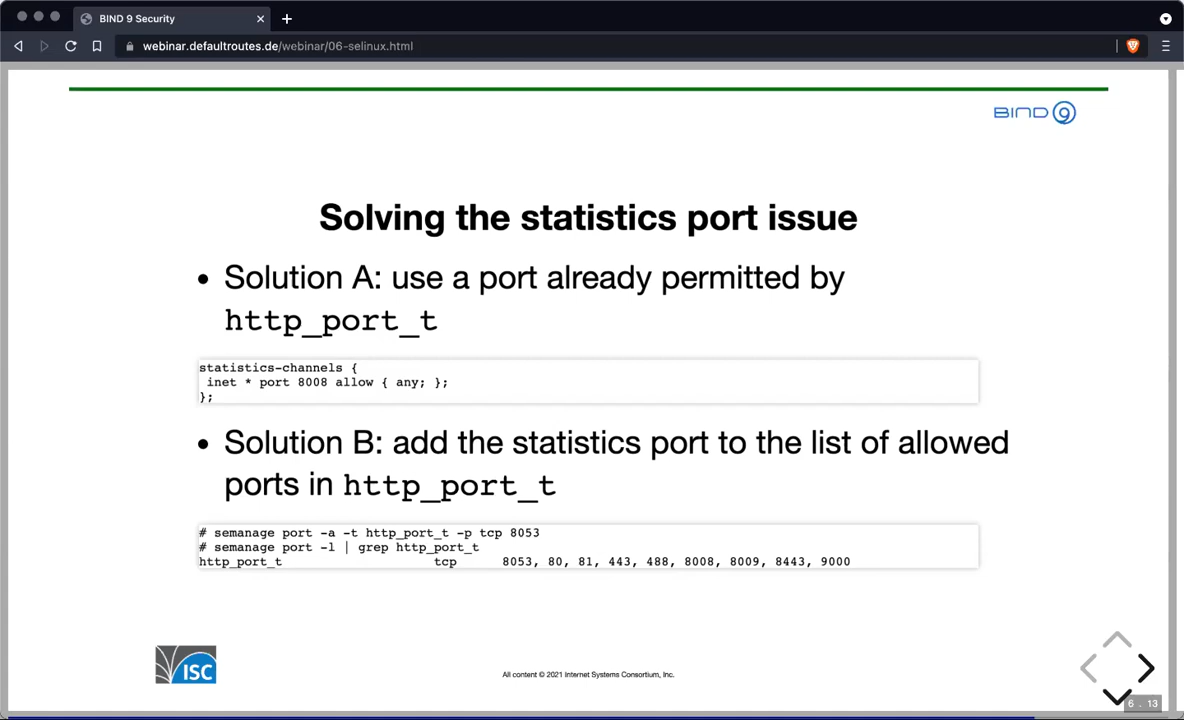 BIND 9 Security
webinar.defaultroutes.de/webinar/06-selinux.html
BIND 9
Solving the statistics port issue
• Solution A: use a port already permitted by
http_port_t
statistics-channels {
 inet * port 8008 allow { any; };
};
• Solution B: add the statistics port to the list of allowed
ports in http_port_t
# semanage port -a -t http_port_t -p tcp 8053
# semanage port -l | grep http_port_t
http_port_t                    tcp      8053, 80, 81, 443, 488, 8008, 8009, 8443, 9000
ISC
All content © 2021 Internet Systems Consortium, Inc.
6 . 13